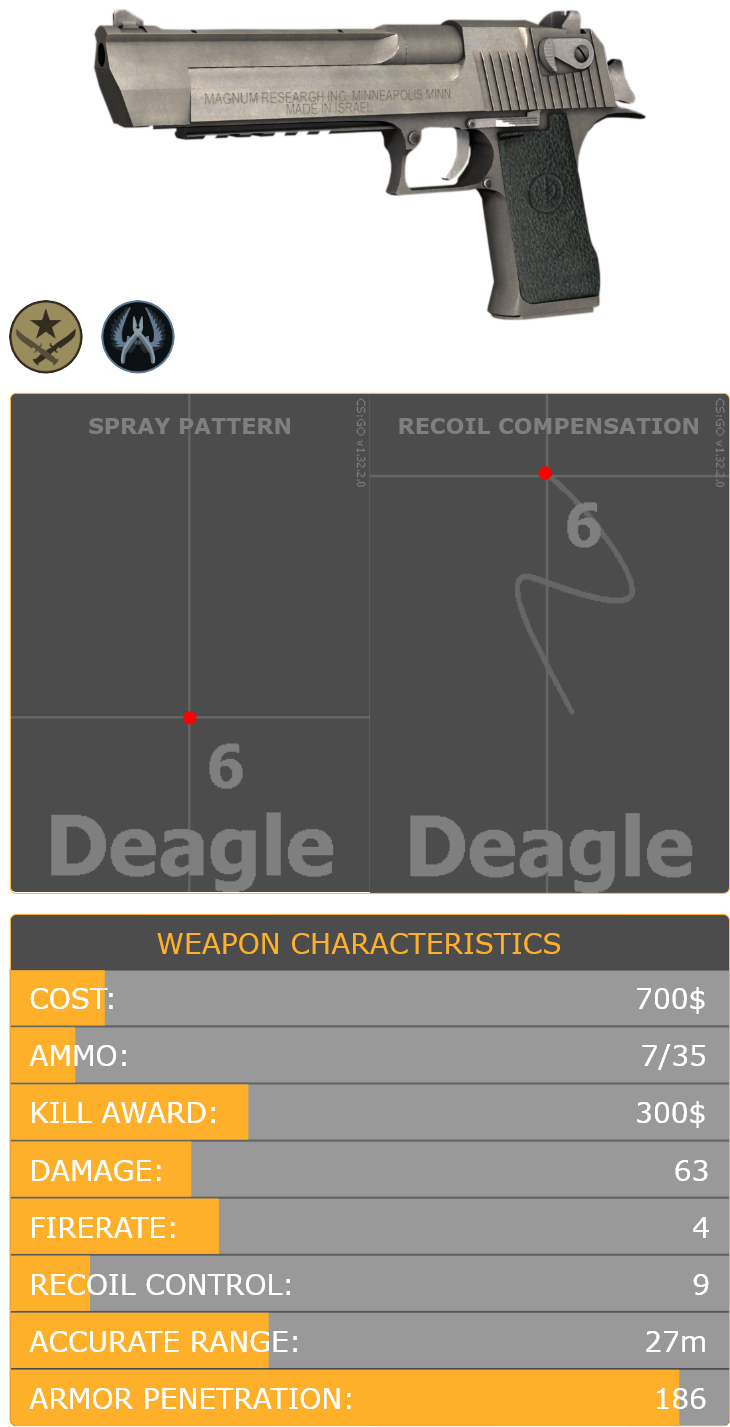 MAGNUM RESEARGH INC. MINNEAPOLIS MINN
MADE IN ISRAEL
SPRAY PATTERN
CS:GO v1.32.2.0
6
Deagle
RECOIL COMPENSATION
CS:GO v1.32.2.0
6
Deagle
WEAPON CHARACTERISTICS
COST: 700$
AMMO: 7/35
KILL AWARD: 300$
DAMAGE: 63
FIRERATE: 4
RECOIL CONTROL: 9
ACCURATE RANGE: 27m
ARMOR PENETRATION: 186